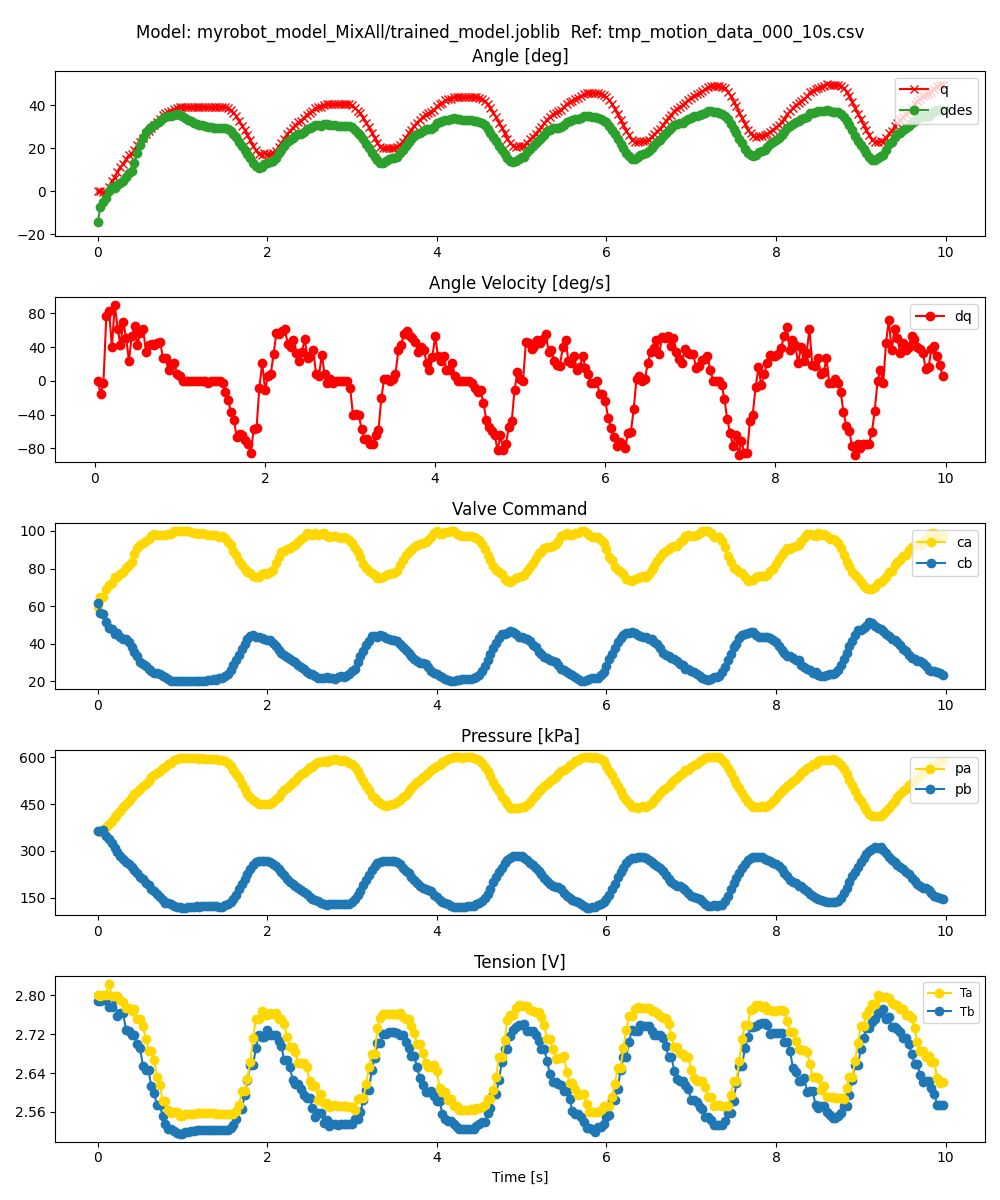 Model: myrobot_model_MixAll/trained_model.joblib  Ref: tmp_motion_data_000_10s.csv
Angle [deg]
q
qdes
40
20
0
−20
0 2 4 6 8 10
Angle Velocity [deg/s]
dq
80
40
0
−40
−80
0 2 4 6 8 10
Valve Command
ca
cb
100
80
60
40
20
0 2 4 6 8 10
Pressure [kPa]
pa
pb
600
450
300
150
0 2 4 6 8 10
Tension [V]
Ta
Tb
2.80
2.72
2.64
2.56
0 2 4 6 8 10
Time [s]